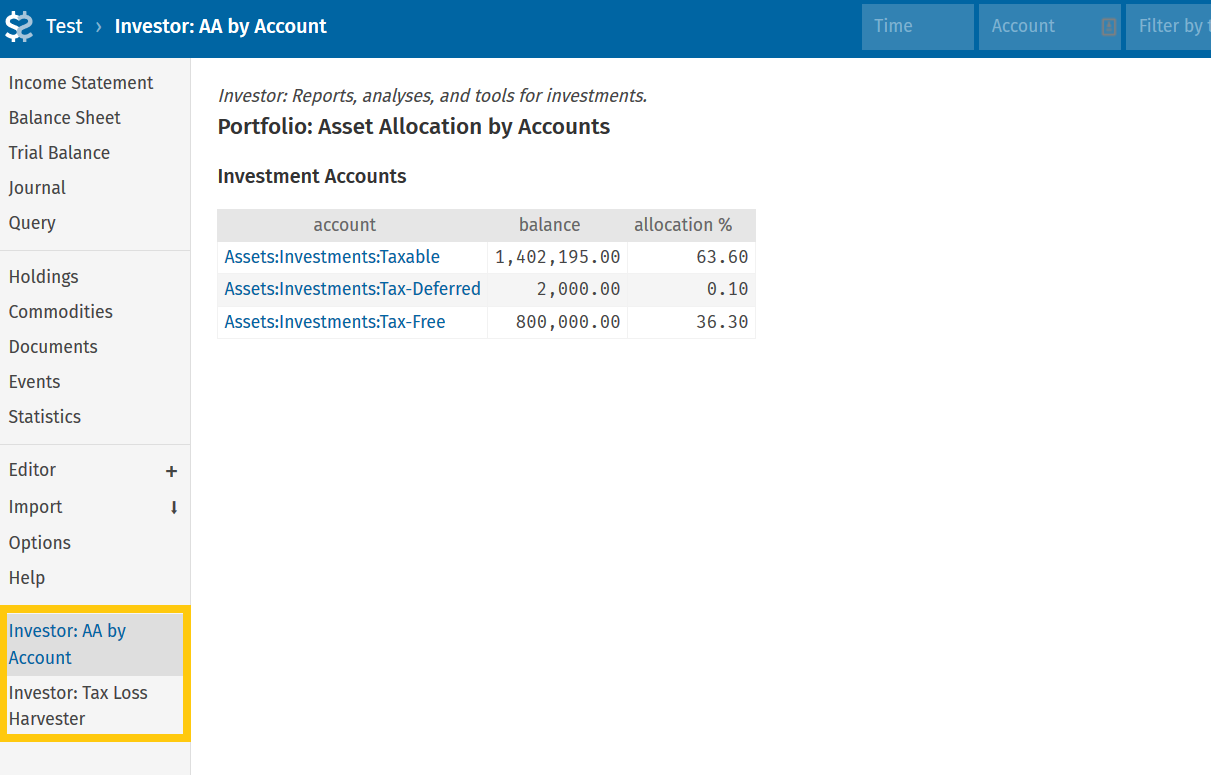 Test › Investor: AA by Account
Time
Account
Filter by t
Income Statement
Balance Sheet
Trial Balance
Journal
Query
Holdings
Commodities
Documents
Events
Statistics
Editor +
Import
Options
Help
Investor: AA by
Account
Investor: Tax Loss
Harvester
Investor: Reports, analyses, and tools for investments.
Portfolio: Asset Allocation by Accounts
Investment Accounts
account balance allocation %
Assets:Investments:Taxable 1,402,195.00 63.60
Assets:Investments:Tax-Deferred 2,000.00 0.10
Assets:Investments:Tax-Free 800,000.00 36.30